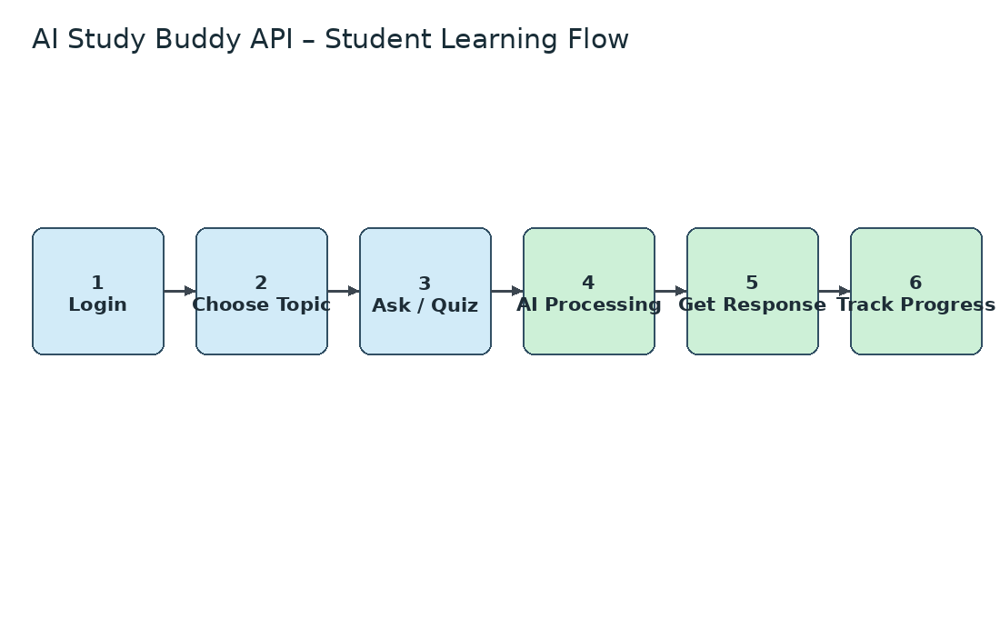 AI Study Buddy API – Student Learning Flow
1
Login
2
Choose Topic
3
Ask / Quiz
4
AI Processing
5
Get Response
6
Track Progress